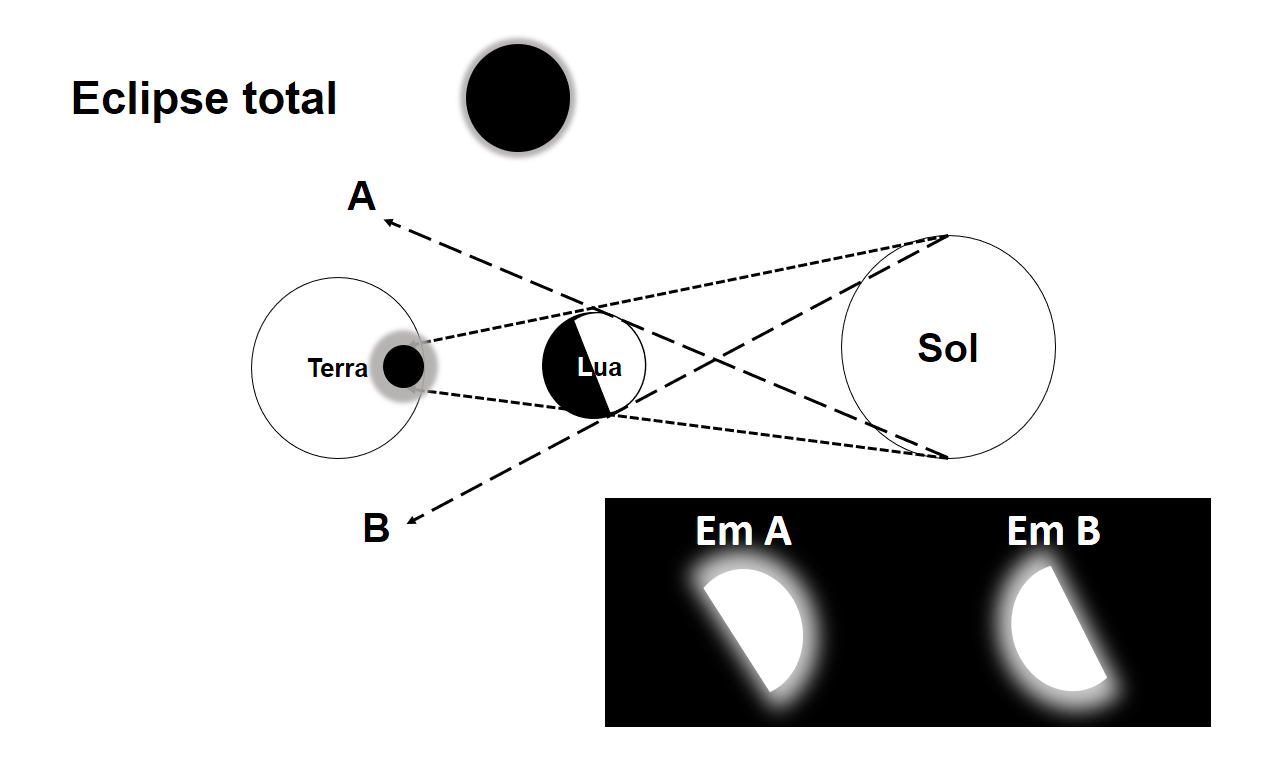 Eclipse total
A
Terra
Lua
Sol
B
Em A
Em B